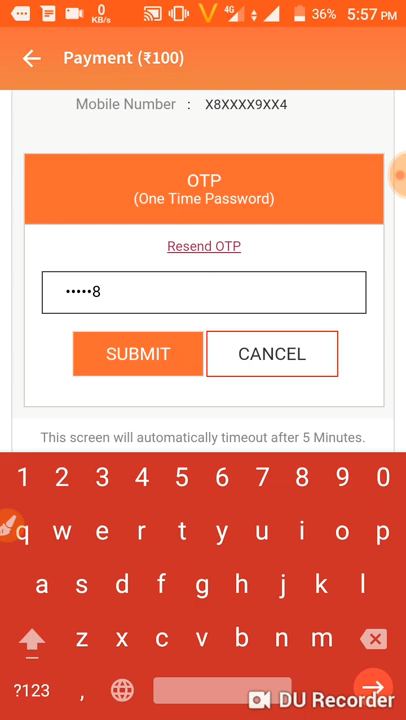 0 KB/s 4G 36% 5:57 PM
Payment (₹100)
Mobile Number : X8XXXX9XX4
OTP
(One Time Password)
Resend OTP
•••••8
SUBMIT CANCEL
This screen will automatically timeout after 5 Minutes.
1 2 3 4 5 6 7 8 9 0
q w e r t y u i o p
a s d f g h j k l
z x c v b n m
?123 ,
DU Recorder